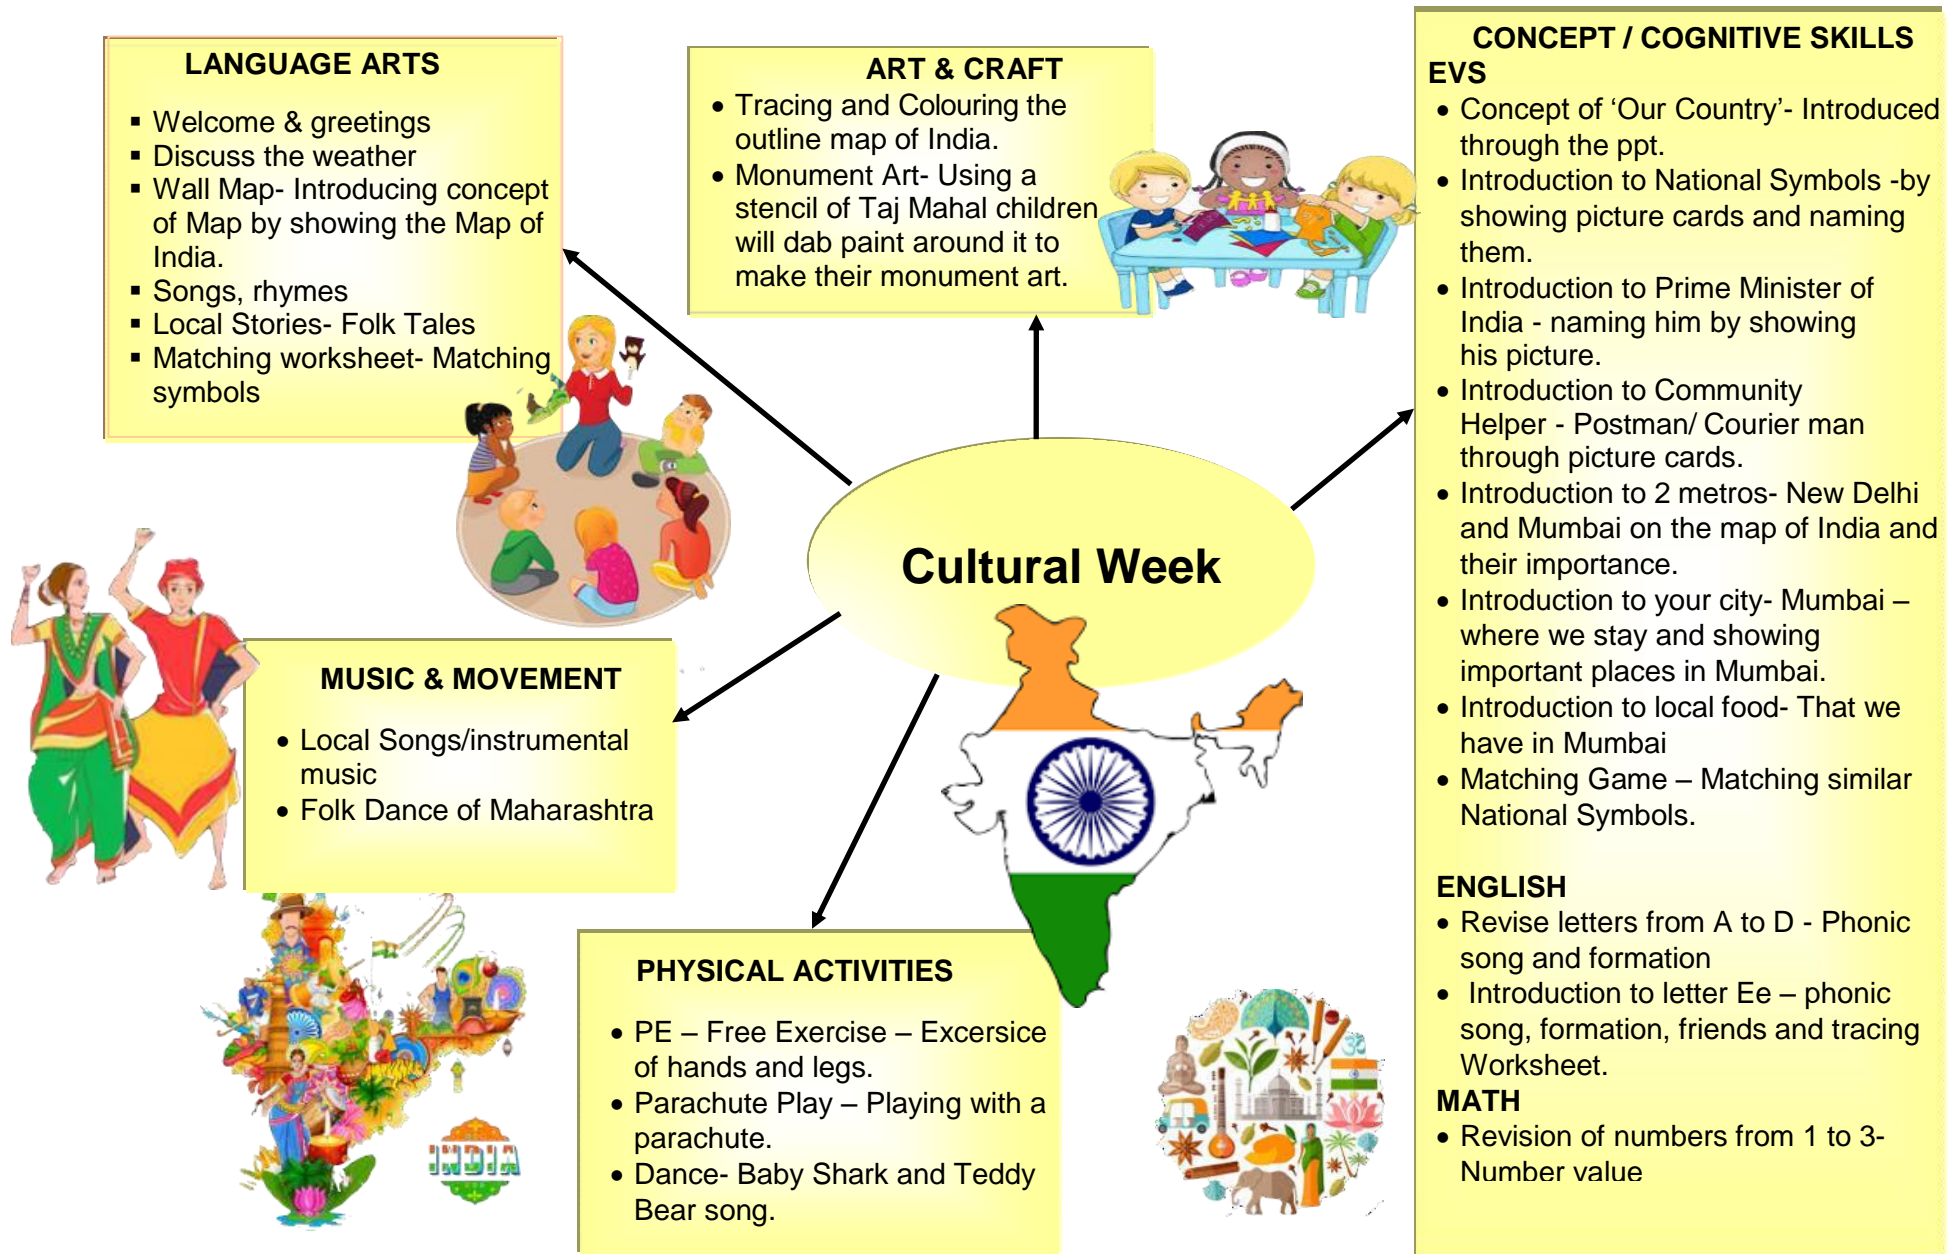 LANGUAGE ARTS
▪ Welcome & greetings
▪ Discuss the weather
▪ Wall Map- Introducing concept
of Map by showing the Map of
India.
▪ Songs, rhymes
▪ Local Stories- Folk Tales
▪ Matching worksheet- Matching
symbols
ART & CRAFT
• Tracing and Colouring the
outline map of India.
• Monument Art- Using a
stencil of Taj Mahal children
will dab paint around it to
make their monument art.
CONCEPT / COGNITIVE SKILLS
EVS
• Concept of ‘Our Country’- Introduced
through the ppt.
• Introduction to National Symbols -by
showing picture cards and naming
them.
• Introduction to Prime Minister of
India - naming him by showing
his picture.
• Introduction to Community
Helper - Postman/ Courier man
through picture cards.
• Introduction to 2 metros- New Delhi
and Mumbai on the map of India and
their importance.
• Introduction to your city- Mumbai –
where we stay and showing
important places in Mumbai.
• Introduction to local food- That we
have in Mumbai
• Matching Game – Matching similar
National Symbols.
ENGLISH
• Revise letters from A to D - Phonic
song and formation
• Introduction to letter Ee – phonic
song, formation, friends and tracing
Worksheet.
MATH
• Revision of numbers from 1 to 3-
Number value
Cultural Week
MUSIC & MOVEMENT
• Local Songs/instrumental
music
• Folk Dance of Maharashtra
PHYSICAL ACTIVITIES
• PE – Free Exercise – Excersice
of hands and legs.
• Parachute Play – Playing with a
parachute.
• Dance- Baby Shark and Teddy
Bear song.
INDIA
ॐ